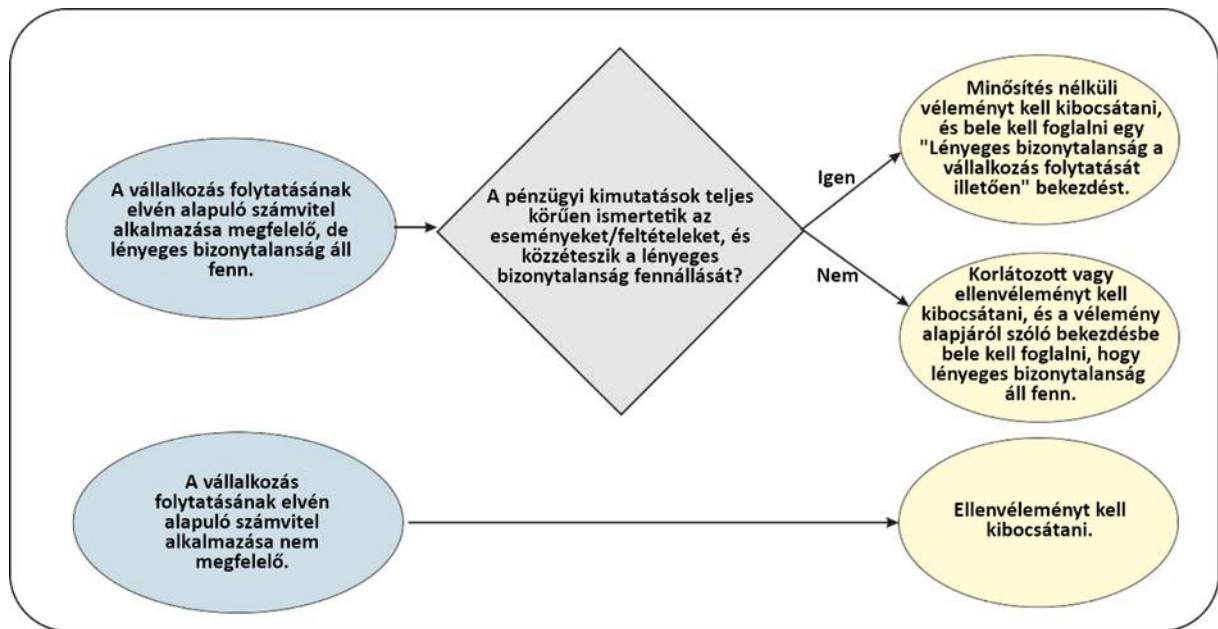 A vállalkozás folytatásának
elvén alapuló számvitel
alkalmazása megfelelő, de
lényeges bizonytalanság áll
fenn.
A pénzügyi kimutatások teljes
körűen ismertetik az
eseményeket/feltételeket, és
közzéteszik a lényeges
bizonytalanság fennállását?
Igen
Minősítés nélküli
véleményt kell kibocsátani,
és bele kell foglalni egy
"Lényeges bizonytalanság a
vállalkozás folytatását
illetően" bekezdést.
Nem
Korlátozott vagy
ellenvéleményt kell
kibocsátani, és a vélemény
alapjáról szóló bekezdésbe
bele kell foglalni, hogy
lényeges bizonytalanság
áll fenn.
A vállalkozás
folytatásának elvén
alapuló számvitel
alkalmazása nem
megfelelő.
Ellenvéleményt kell
kibocsátani.